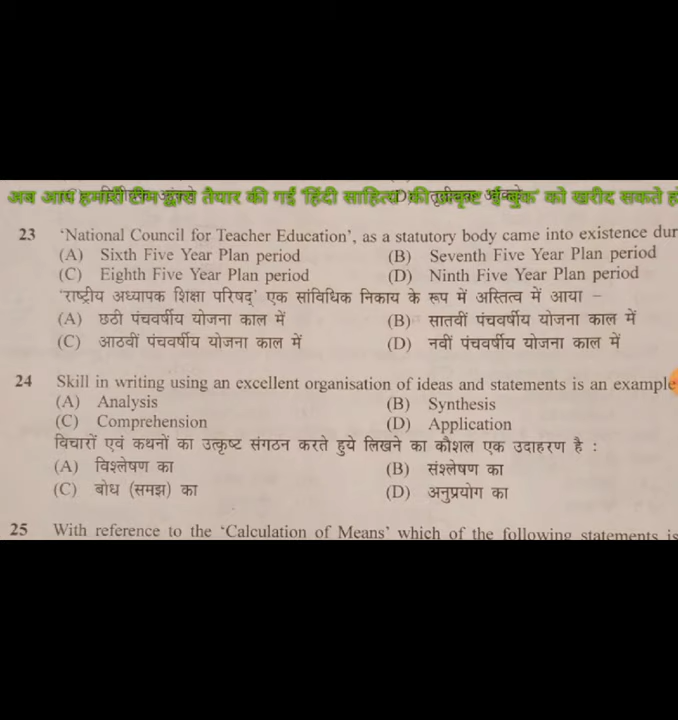 अब आप हमारी टीम द्वारा तैयार की गई 'हिंदी साहित्य' की उत्कृष्ट ई-बुक' को खरीद सकते हो
23 'National Council for Teacher Education', as a statutory body came into existence dur
(A) Sixth Five Year Plan period (B) Seventh Five Year Plan period
(C) Eighth Five Year Plan period (D) Ninth Five Year Plan period
'राष्ट्रीय अध्यापक शिक्षा परिषद्' एक सांविधिक निकाय के रूप में अस्तित्व में आया –
(A) छठी पंचवर्षीय योजना काल में (B) सातवीं पंचवर्षीय योजना काल में
(C) आठवीं पंचवर्षीय योजना काल में (D) नवीं पंचवर्षीय योजना काल में
24 Skill in writing using an excellent organisation of ideas and statements is an example
(A) Analysis (B) Synthesis
(C) Comprehension (D) Application
विचारों एवं कथनों का उत्कृष्ट संगठन करते हुये लिखने का कौशल एक उदाहरण है :
(A) विश्लेषण का (B) संश्लेषण का
(C) बोध (समझ) का (D) अनुप्रयोग का
25 With reference to the 'Calculation of Means' which of the following statements is